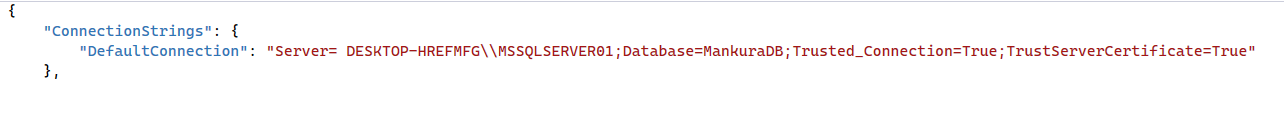 {
"ConnectionStrings": {
"DefaultConnection": "Server= DESKTOP-HREFMFG\\MSSQLSERVER01;Database=MankuraDB;Trusted_Connection=True;TrustServerCertificate=True"
},